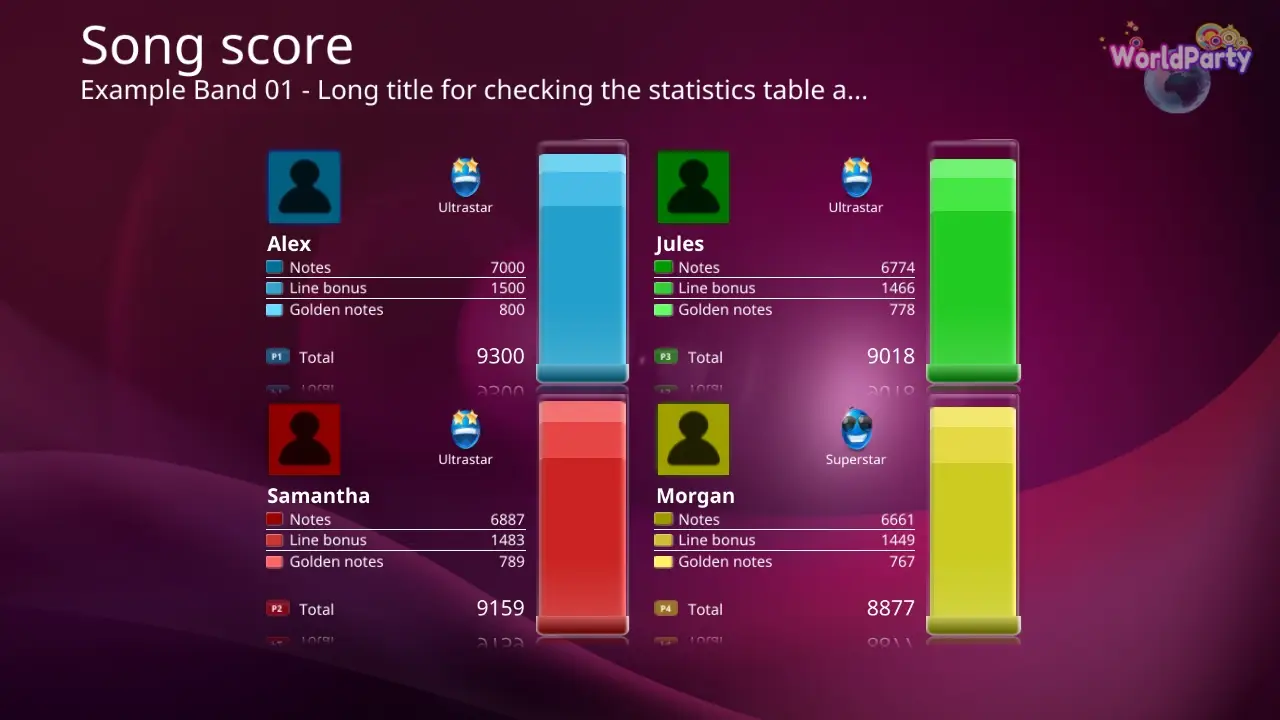 Song score
Example Band 01 - Long title for checking the statistics table a...
WorldParty
Ultrastar
Alex
Notes 7000
Line bonus 1500
Golden notes 800
P1 Total 9300
Ultrastar
Jules
Notes 6774
Line bonus 1466
Golden notes 778
P3 Total 9018
Ultrastar
Samantha
Notes 6887
Line bonus 1483
Golden notes 789
P2 Total 9159
Superstar
Morgan
Notes 6661
Line bonus 1449
Golden notes 767
P4 Total 8877